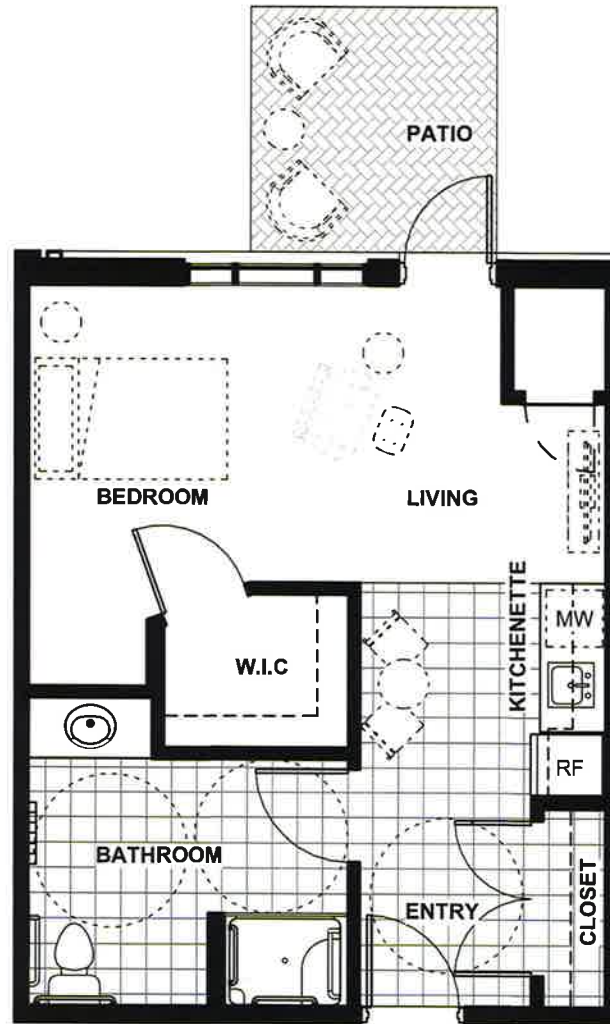 PATIO
BEDROOM
LIVING
KITCHENETTE
MW
W.I.C
RF
BATHROOM
ENTRY
CLOSET